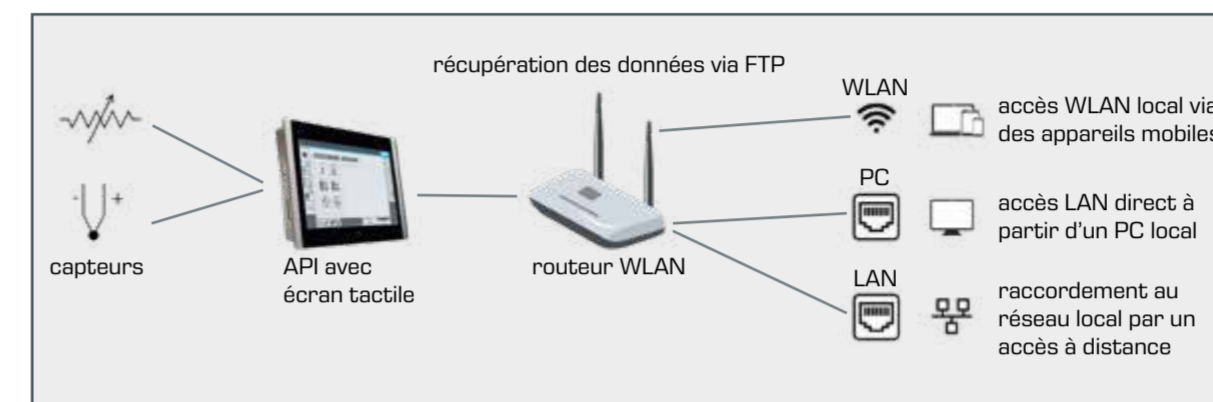 récupération des données via FTP
WLAN
accès WLAN local via
des appareils mobiles
- +
capteurs
API avec
écran tactile
routeur WLAN
PC
accès LAN direct à
partir d'un PC local
LAN
raccordement au
réseau local par un
accès à distance